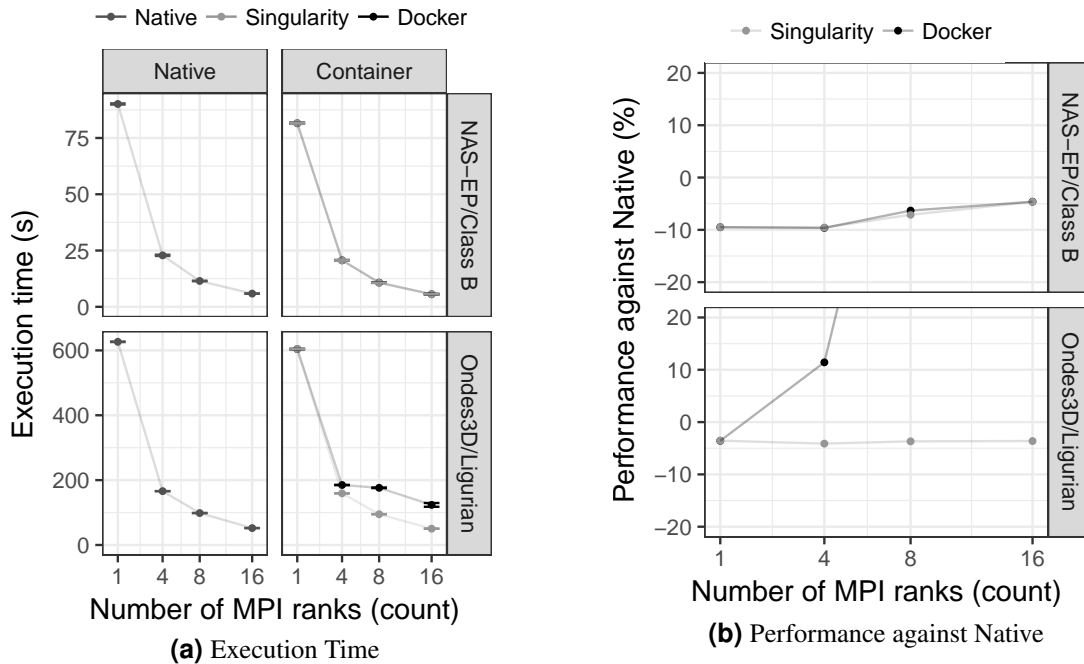 Native Singularity Docker
Native Container
Execution time (s)
75
50
25
0
NAS−EP/Class B
600
400
200
0
Ondes3D/Ligurian
1 4 8 16 1 4 8 16
Number of MPI ranks (count)
(a) Execution Time
Singularity Docker
Performance against Native (%)
20
10
0
−10
−20
NAS−EP/Class B
20
10
0
−10
−20
Ondes3D/Ligurian
1 4 8 16
Number of MPI ranks (count)
(b) Performance against Native